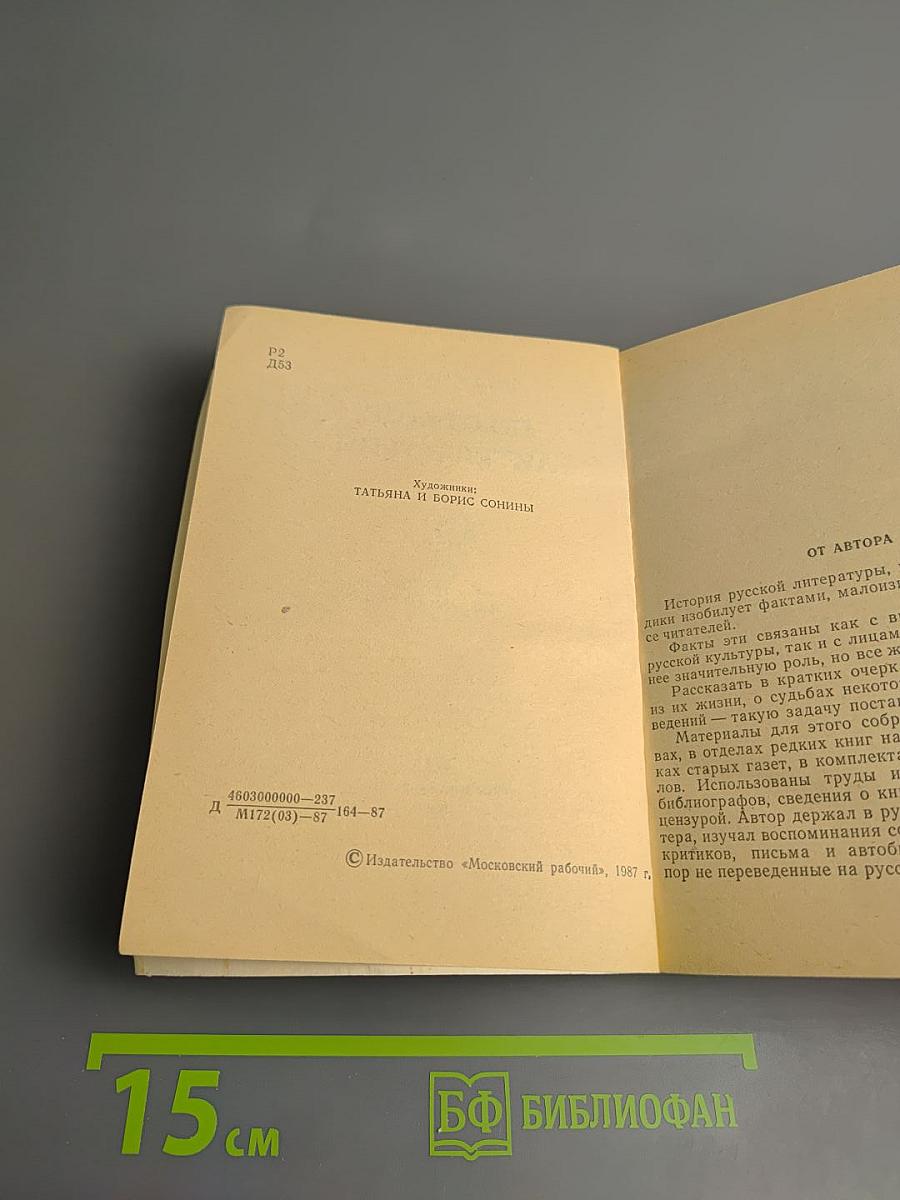 Р2
Д53
Художники:
ТАТЬЯНА И БОРИС СОНИНЫ
Д 4603000000—237
М172(03)—87 164—87
© Издательство «Московский рабочий», 1987 г.
ОТ АВТОРА
История русской литературы,
дики изобилует фактами,
се читателей.
Факты эти связаны как с
русской культуры, так и с лицам
нее значительную роль, но все ж
Рассказать в кратких очерк
из их жизни, о судьбах некото
ведений — такую задачу поста
Материалы для этого собр
вах, в отделах редких книг на
ках старых газет, в комплекта
лов. Использованы труды и
библиографов, сведения о кн
цензурой. Автор держал в ру
тера, изучал воспоминания со
критиков, письма и автоб
пор не переведенные на русс
15 см
БФ БИБЛИОФАН